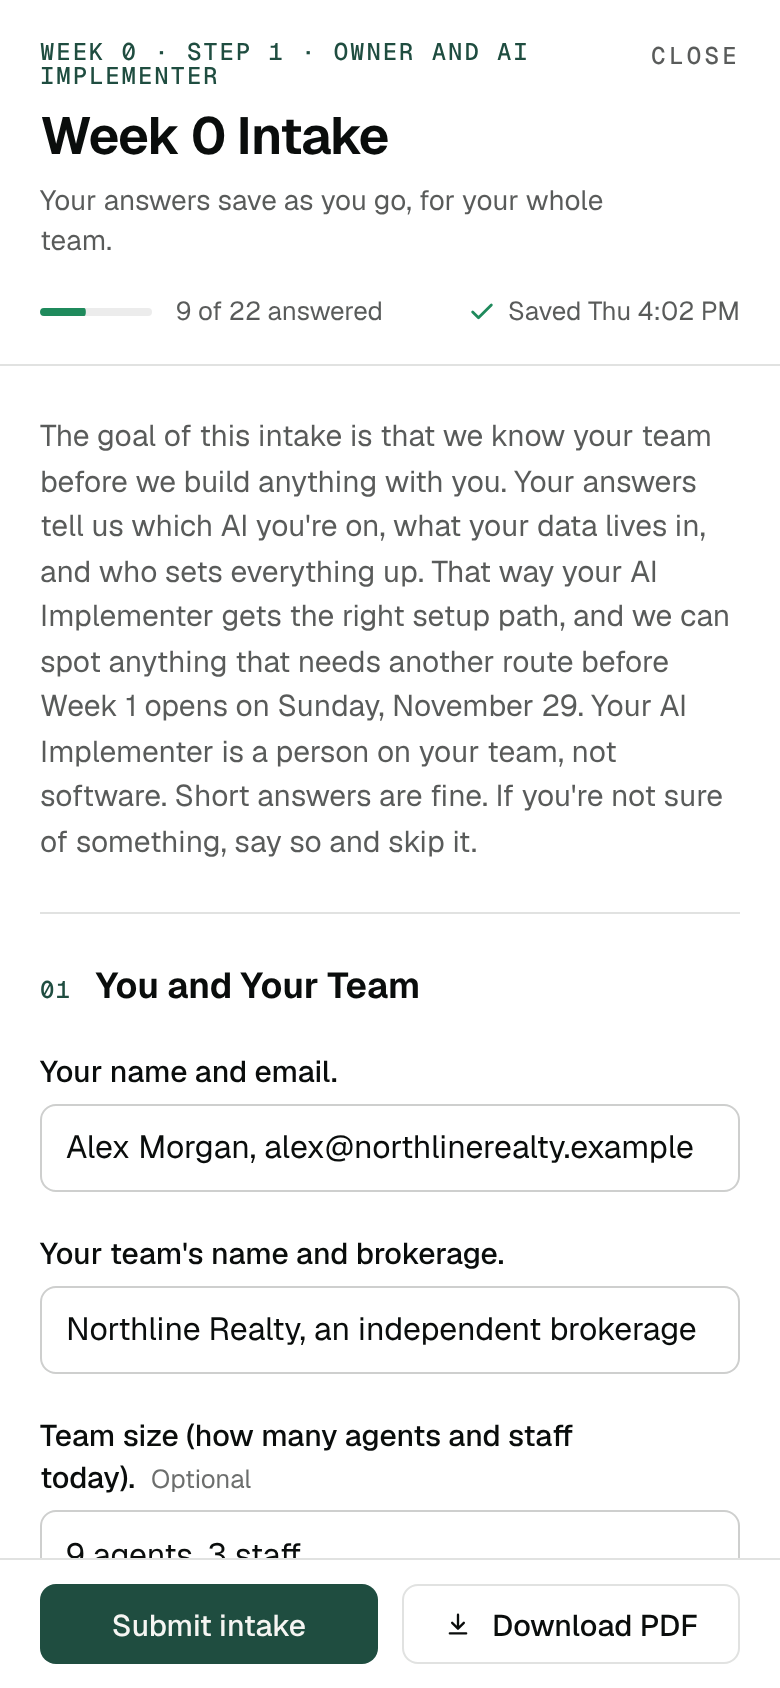 WEEK 0 · STEP 1 · OWNER AND AI
IMPLEMENTER
CLOSE
Week 0 Intake
Your answers save as you go, for your whole
team.
9 of 22 answered
Saved Thu 4:02 PM
The goal of this intake is that we know your team
before we build anything with you. Your answers
tell us which AI you're on, what your data lives in,
and who sets everything up. That way your AI
Implementer gets the right setup path, and we can
spot anything that needs another route before
Week 1 opens on Sunday, November 29. Your AI
Implementer is a person on your team, not
software. Short answers are fine. If you're not sure
of something, say so and skip it.
01 You and Your Team
Your name and email.
Alex Morgan, alex@northlinerealty.example
Your team's name and brokerage.
Northline Realty, an independent brokerage
Team size (how many agents and staff
today). Optional
9 agents, 3 staff
Submit intake
Download PDF